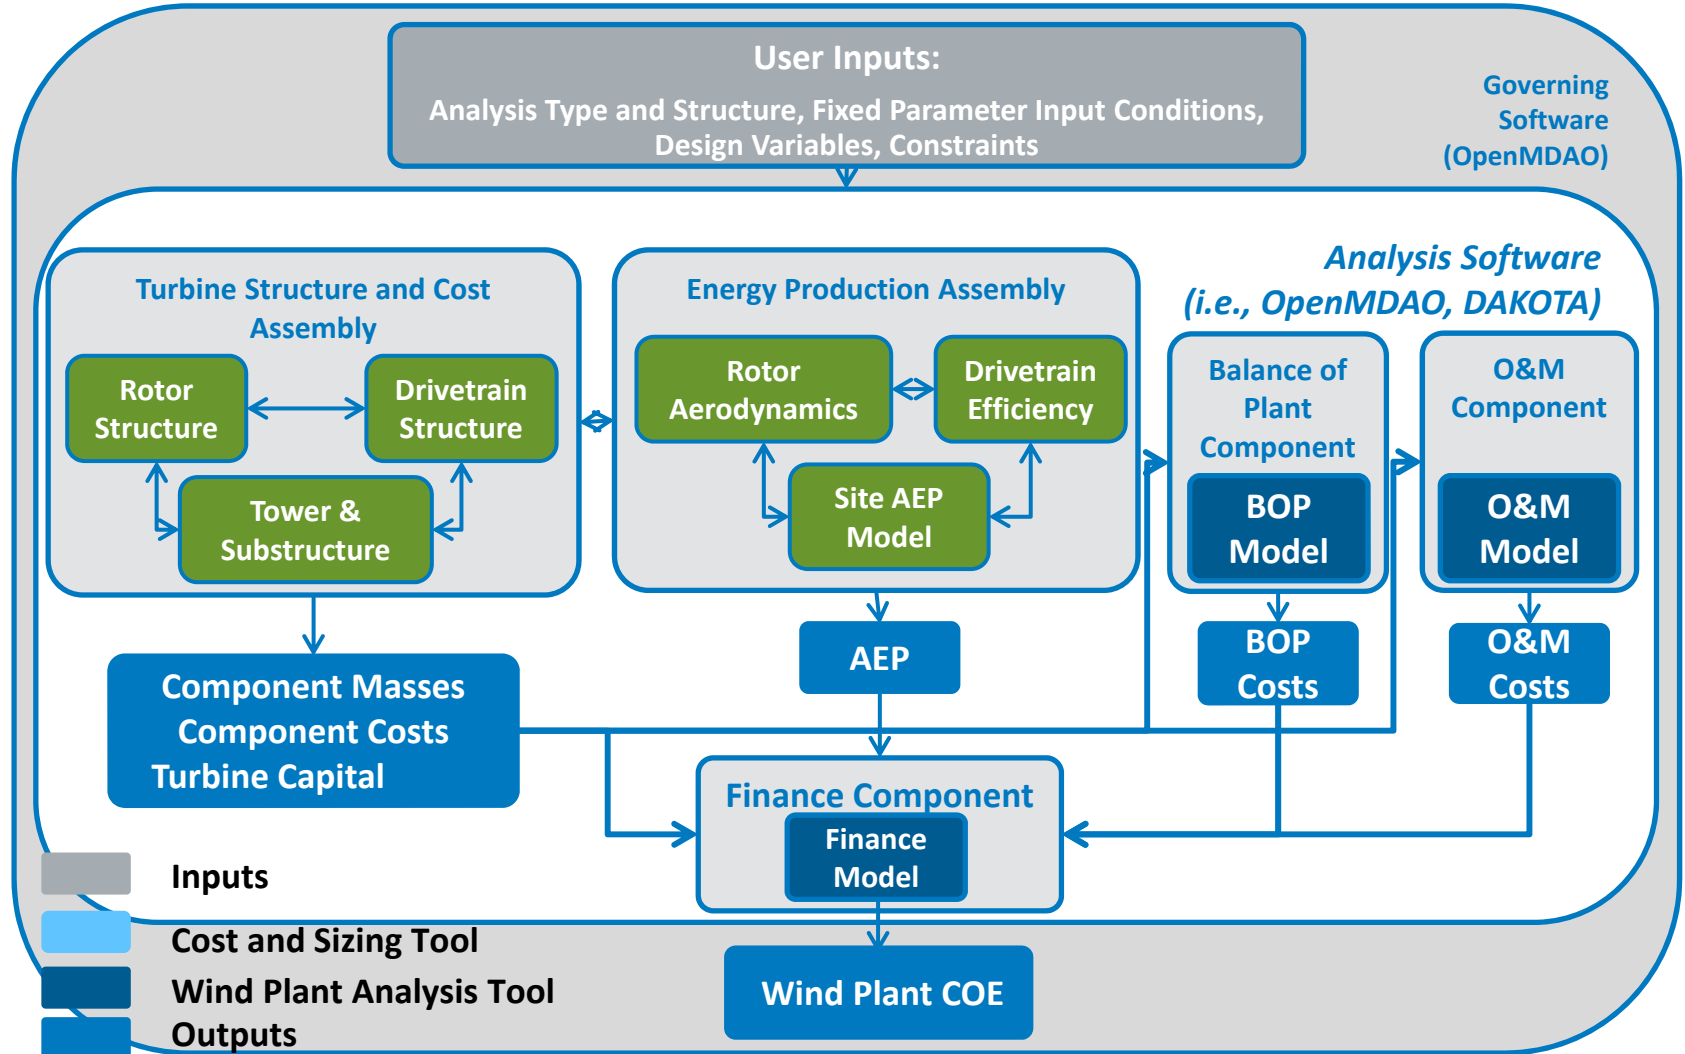 User Inputs:
Analysis Type and Structure, Fixed Parameter Input Conditions,
Design Variables, Constraints
Governing
Software
(OpenMDAO)
Analysis Software
(i.e., OpenMDAO, DAKOTA)
Turbine Structure and Cost
Assembly
Rotor
Structure
Drivetrain
Structure
Tower &
Substructure
Energy Production Assembly
Rotor
Aerodynamics
Drivetrain
Efficiency
Site AEP
Model
Balance of
Plant
Component
BOP
Model
O&M
Component
O&M
Model
Component Masses
Component Costs
Turbine Capital
AEP
BOP
Costs
O&M
Costs
Finance Component
Finance
Model
Wind Plant COE
Inputs
Cost and Sizing Tool
Wind Plant Analysis Tool
Outputs